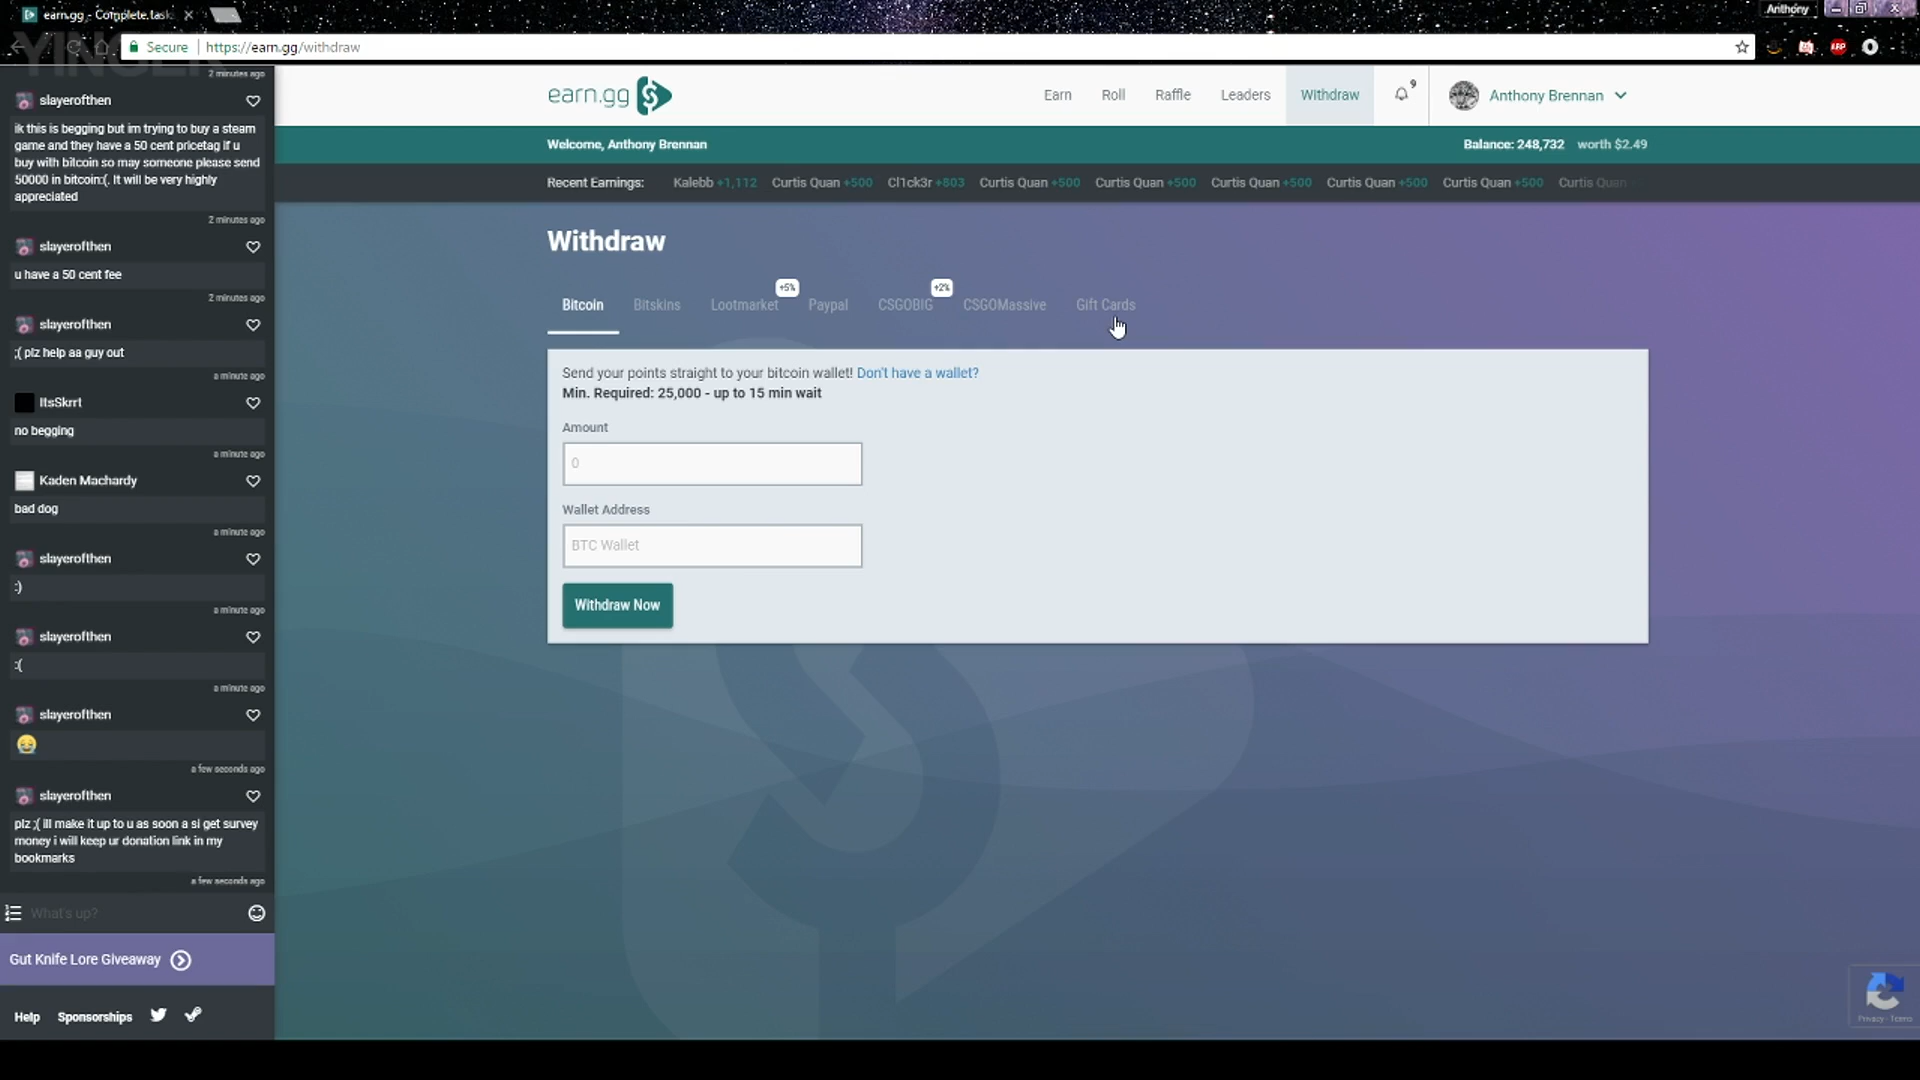 earn.gg - Complete task
Anthony
Secure
https://earn.gg/withdraw
2 minutes ago
slayerofthen
ik this is begging but im trying to buy a steam
game and they have a 50 cent pricetag if u
buy with bitcoin so may someone please send
50000 in bitcoin:(. It will be very highly
appreciated
2 minutes ago
slayerofthen
u have a 50 cent fee
2 minutes ago
slayerofthen
;( plz help aa guy out
a minute ago
ItsSkrrt
no begging
a minute ago
Kaden Machardy
bad dog
a minute ago
slayerofthen
:)
a minute ago
slayerofthen
:(
a minute ago
slayerofthen
a few seconds ago
slayerofthen
plz ;( ill make it up to u as soon a si get survey
money i will keep ur donation link in my
bookmarks
a few seconds ago
What's up?
Gut Knife Lore Giveaway
Help Sponsorships
earn.gg
Earn Roll Raffle Leaders Withdraw 9 Anthony Brennan
Welcome, Anthony Brennan
Balance: 248,732 worth $2.49
Recent Earnings: Kalebb +1,112 Curtis Quan +500 Cl1ck3r +803 Curtis Quan +500 Curtis Quan +500 Curtis Quan +500 Curtis Quan +500 Curtis Quan +500 Curtis Quan
Withdraw
+5% +2%
Bitcoin Bitskins Lootmarket Paypal CSGOBIG CSGOMassive Gift Cards
Send your points straight to your bitcoin wallet! Don't have a wallet?
Min. Required: 25,000 - up to 15 min wait
Amount
0
Wallet Address
BTC Wallet
Withdraw Now
Privacy - Terms